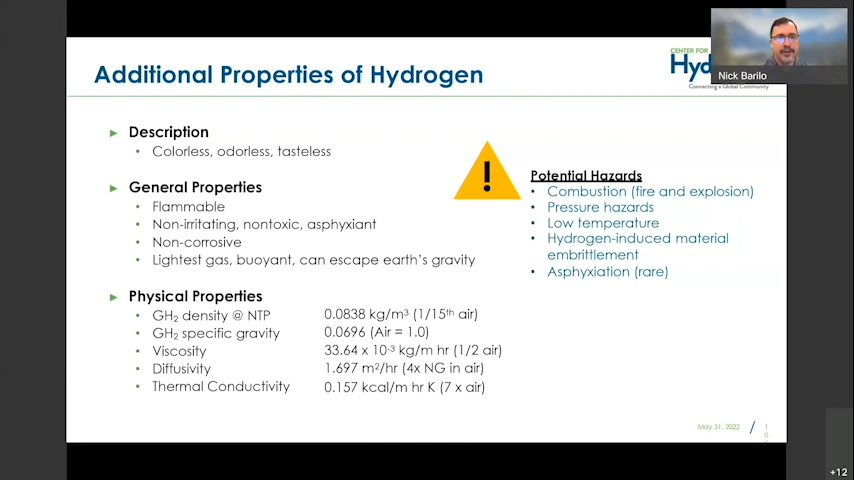 Nick Barilo
CENTER FOR
Hyd
Connecting a Global Community
Additional Properties of Hydrogen
► Description
• Colorless, odorless, tasteless
► General Properties
• Flammable
• Non-irritating, nontoxic, asphyxiant
• Non-corrosive
• Lightest gas, buoyant, can escape earth's gravity
!
Potential Hazards
• Combustion (fire and explosion)
• Pressure hazards
• Low temperature
• Hydrogen-induced material
embrittlement
• Asphyxiation (rare)
► Physical Properties
• GH₂ density @ NTP 0.0838 kg/m³ (1/15ᵗʰ air)
• GH₂ specific gravity 0.0696 (Air = 1.0)
• Viscosity 33.64 x 10⁻³ kg/m hr (1/2 air)
• Diffusivity 1.697 m²/hr (4x NG in air)
• Thermal Conductivity 0.157 kcal/m hr K (7 x air)
May 31, 2022 / 10
+12